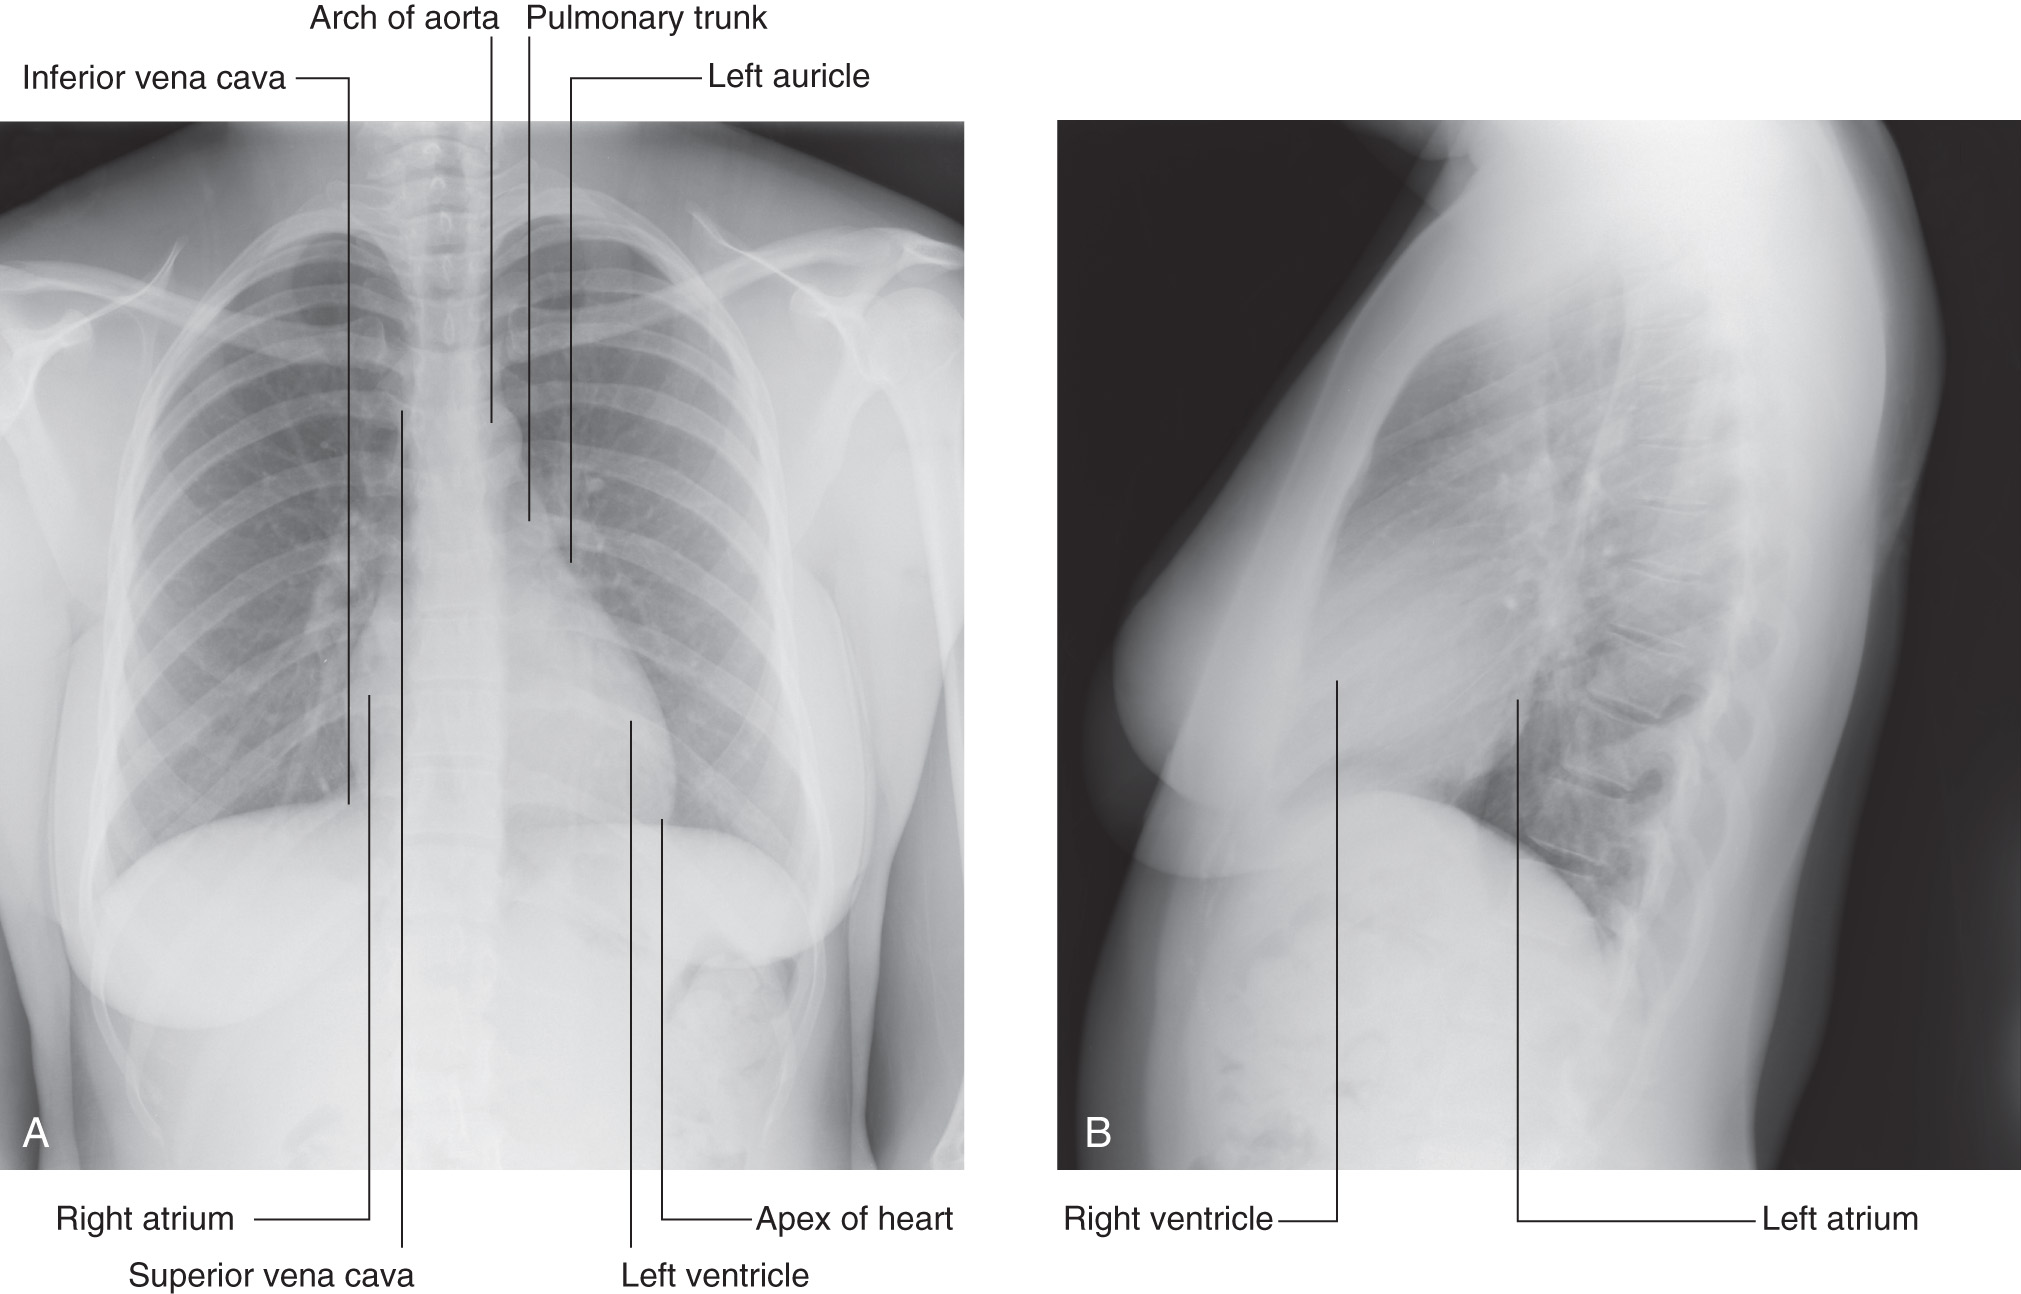 Arch of aorta
Pulmonary trunk
Inferior vena cava
Left auricle
A
B
Right atrium
Apex of heart
Right ventricle
Left atrium
Superior vena cava
Left ventricle